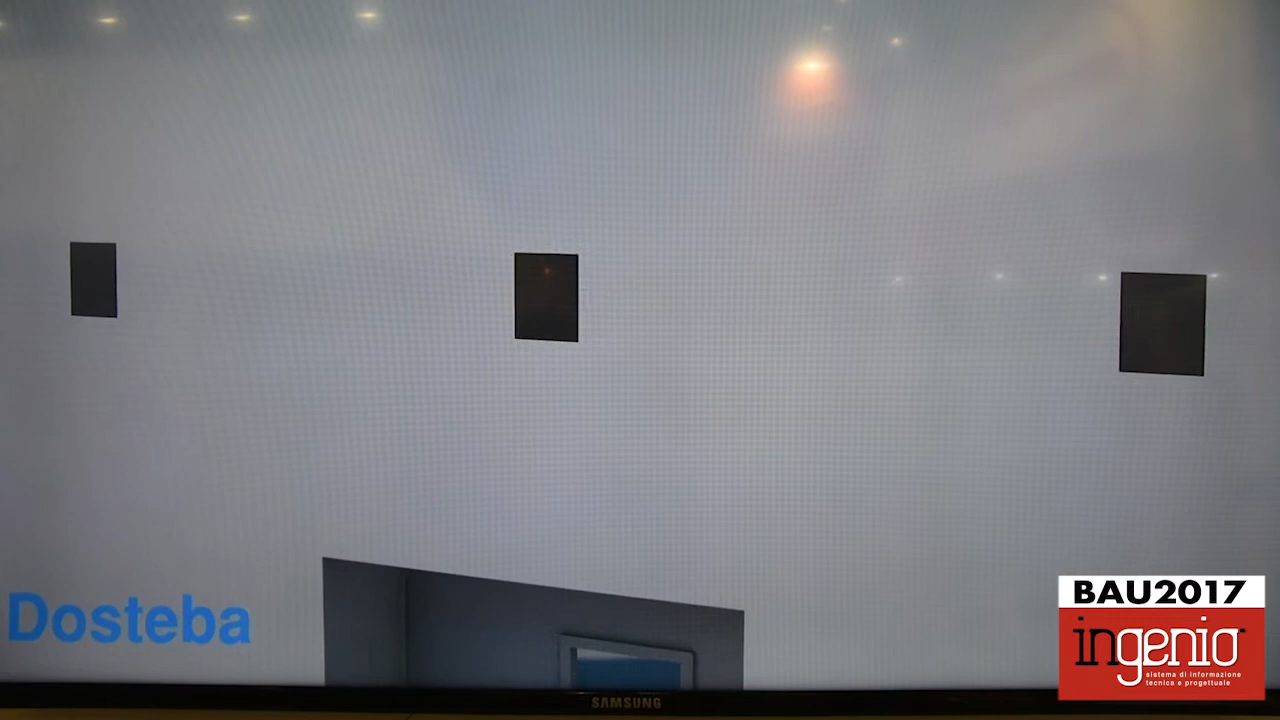 Dosteba
SAMSUNG
BAU2017
ingenio
sistema di informazione
tecnica e progettuale